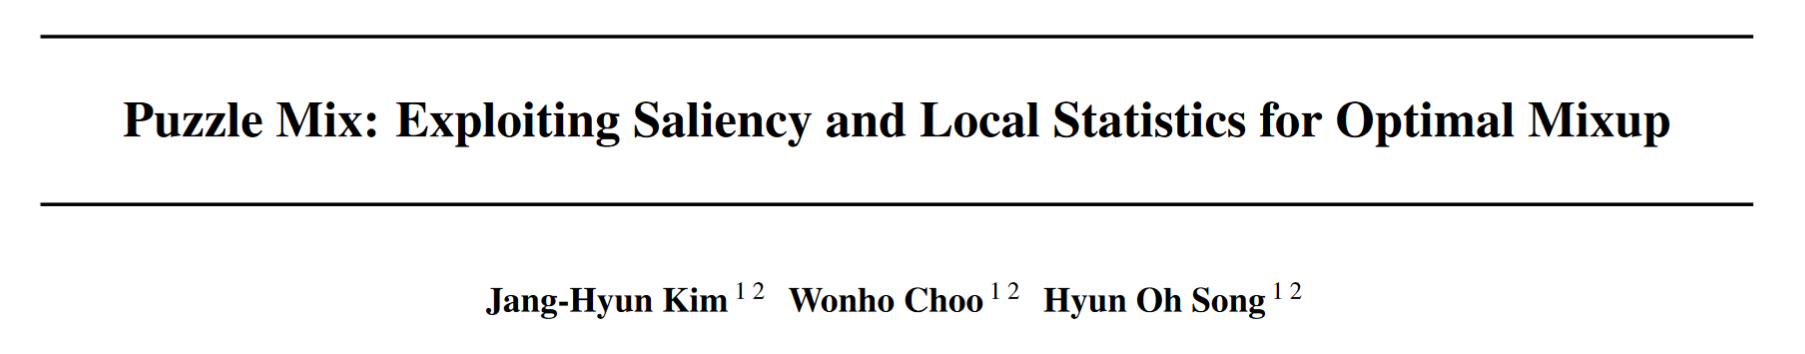 Puzzle Mix: Exploiting Saliency and Local Statistics for Optimal Mixup
Jang-Hyun Kim 1 2 Wonho Choo 1 2 Hyun Oh Song 1 2